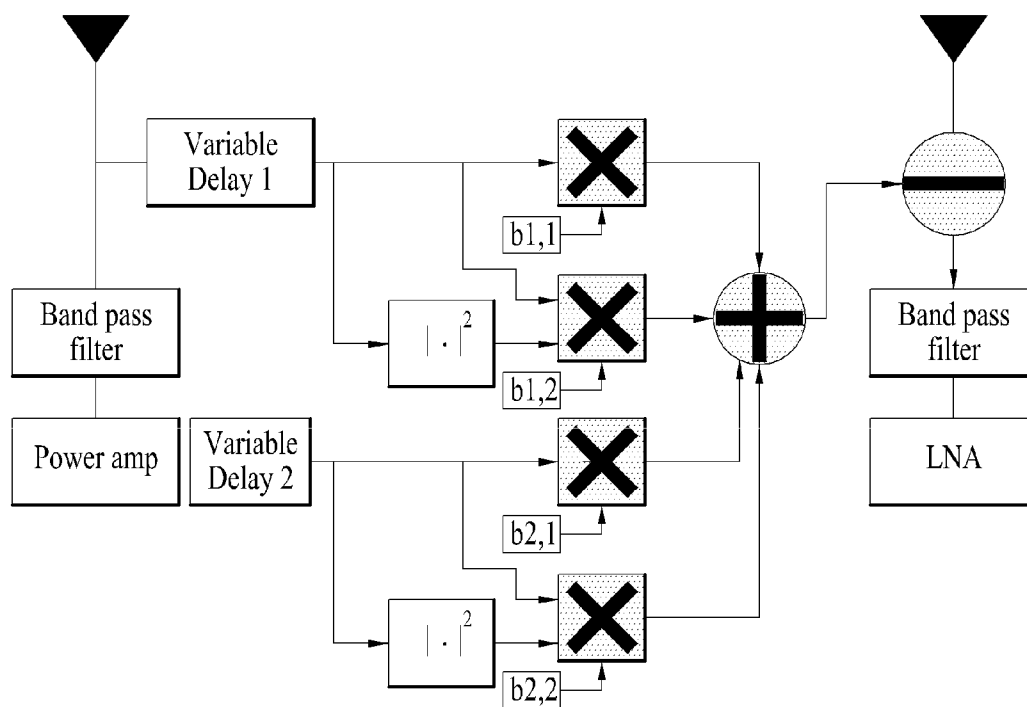 Variable
Delay 1
b1,1
Band pass
filter
| · |²
b1,2
Band pass
filter
Power amp
Variable
Delay 2
LNA
b2,1
| · |²
b2,2